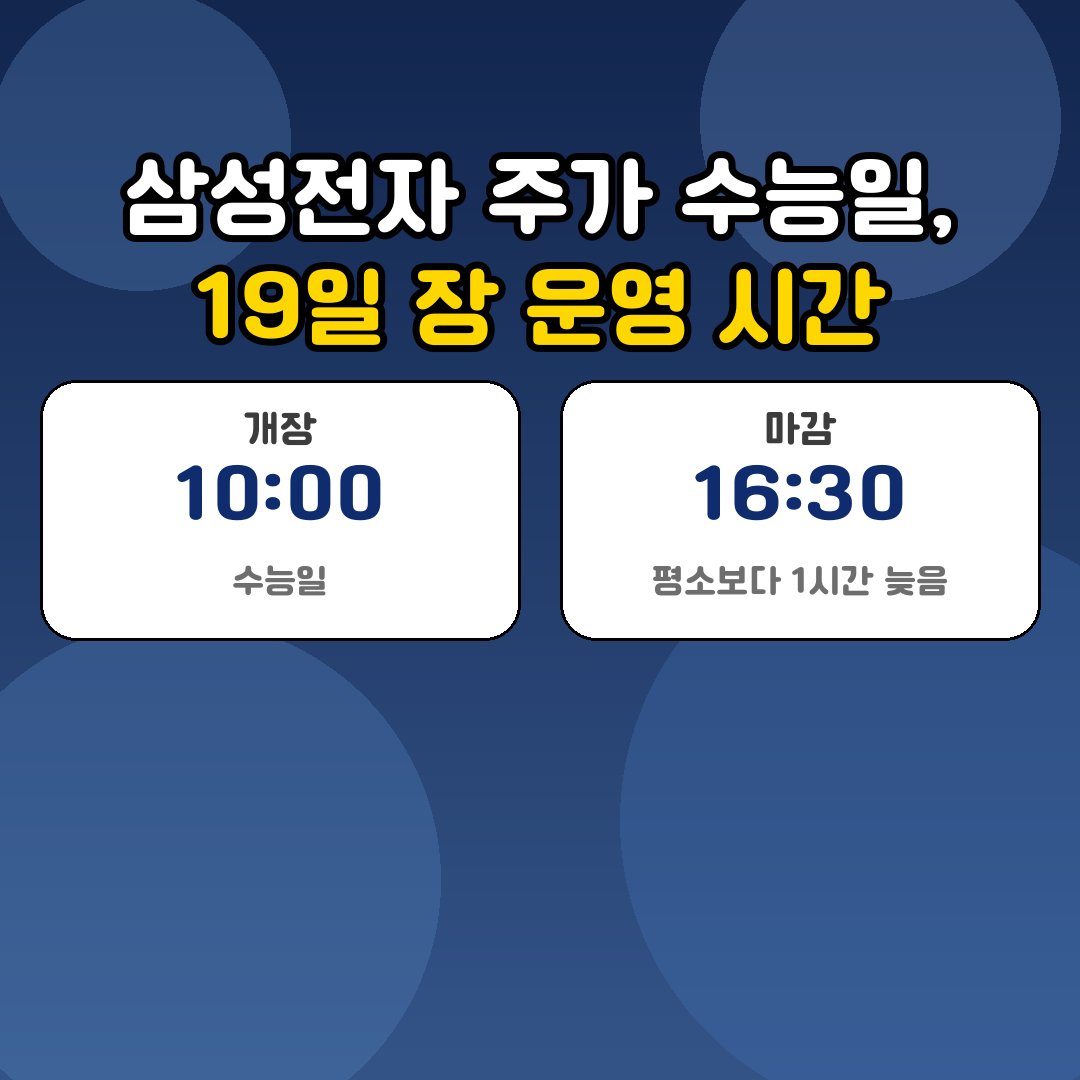 삼성전자 주가 수능일,
19일 장 운영 시간
개장
10:00
수능일
마감
16:30
평소보다 1시간 늦음